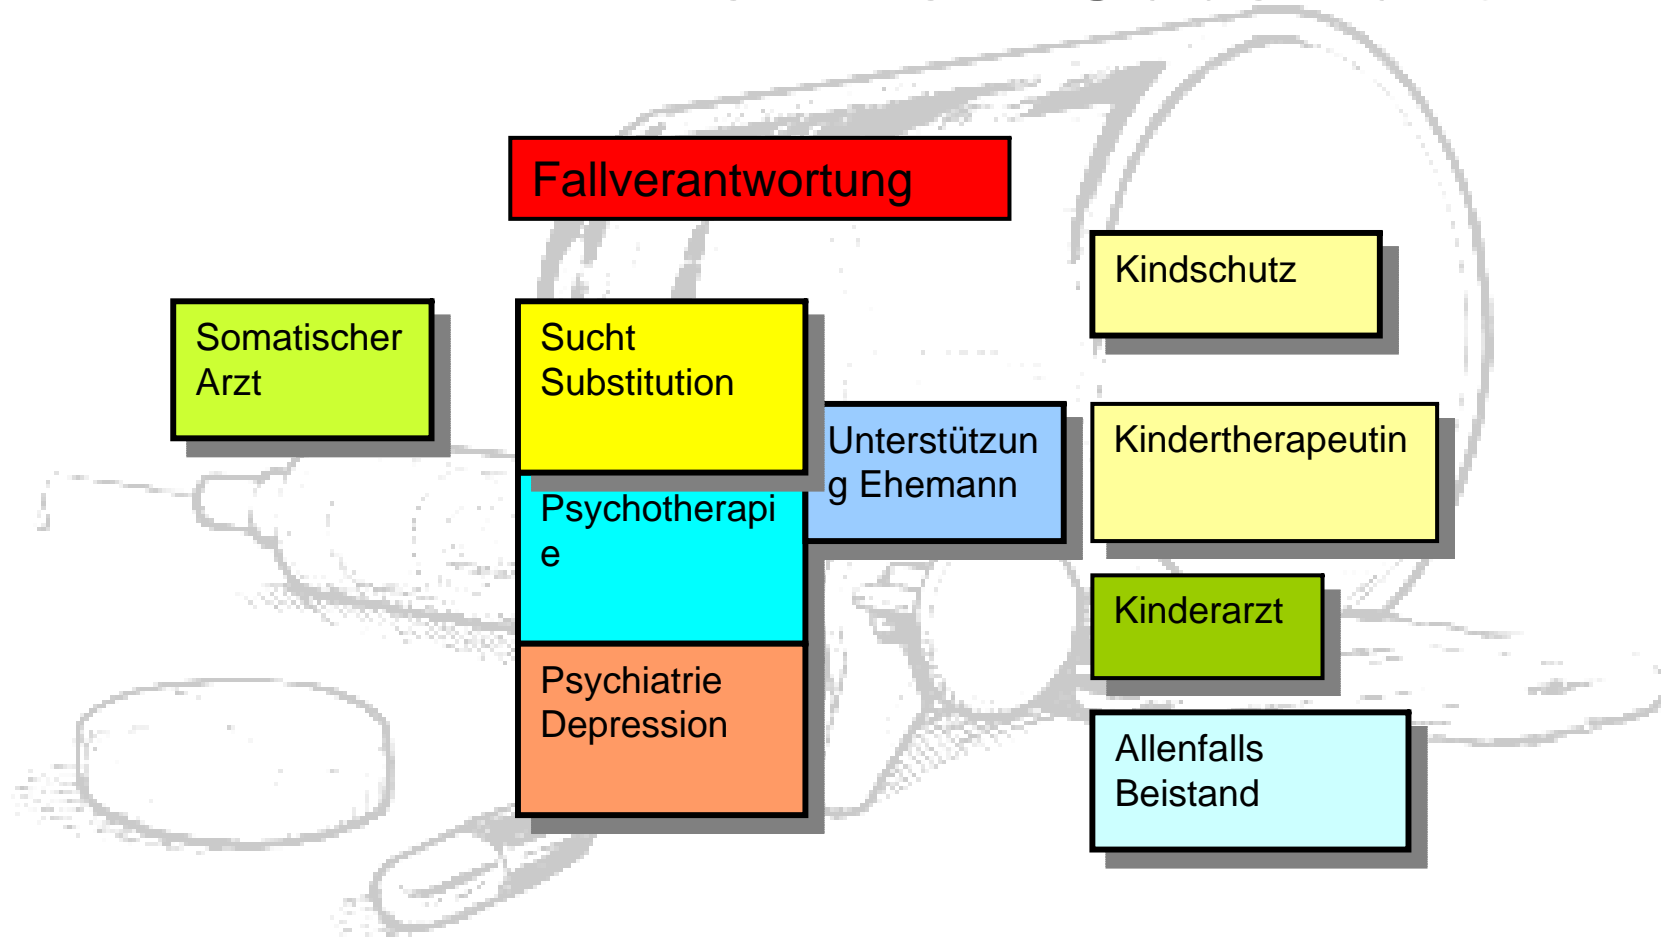 Fallverantwortung
Kindschutz
Somatischer
Arzt
Sucht
Substitution
Unterstützun
g Ehemann
Kindertherapeutin
Psychotherapi
e
Kinderarzt
Psychiatrie
Depression
Allenfalls
Beistand